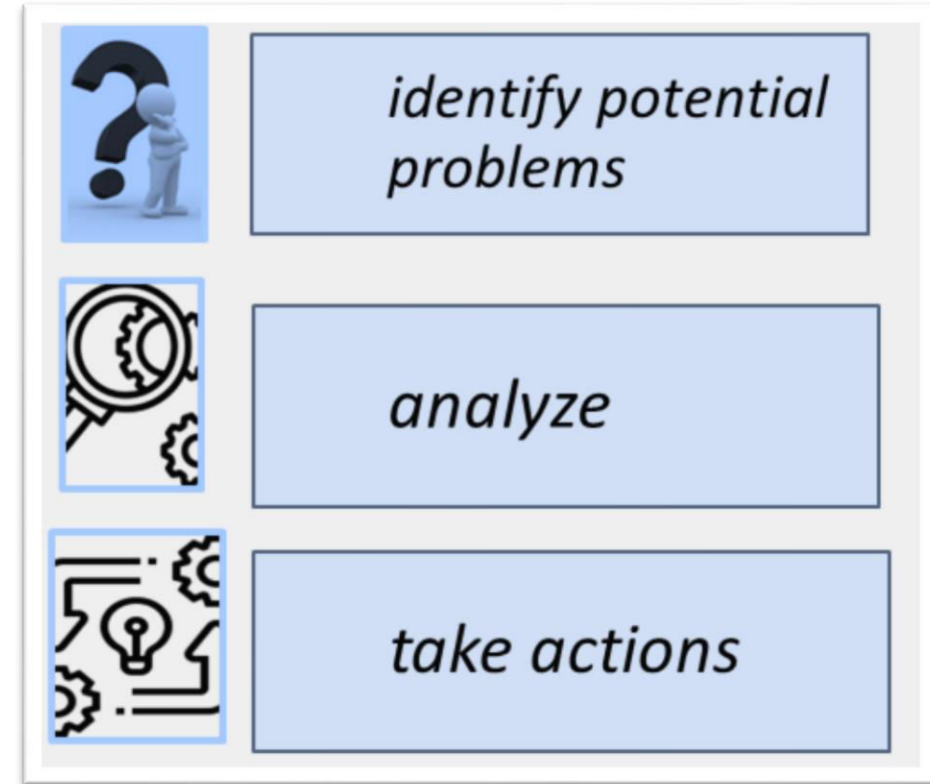 identify potential
problems
analyze
take actions